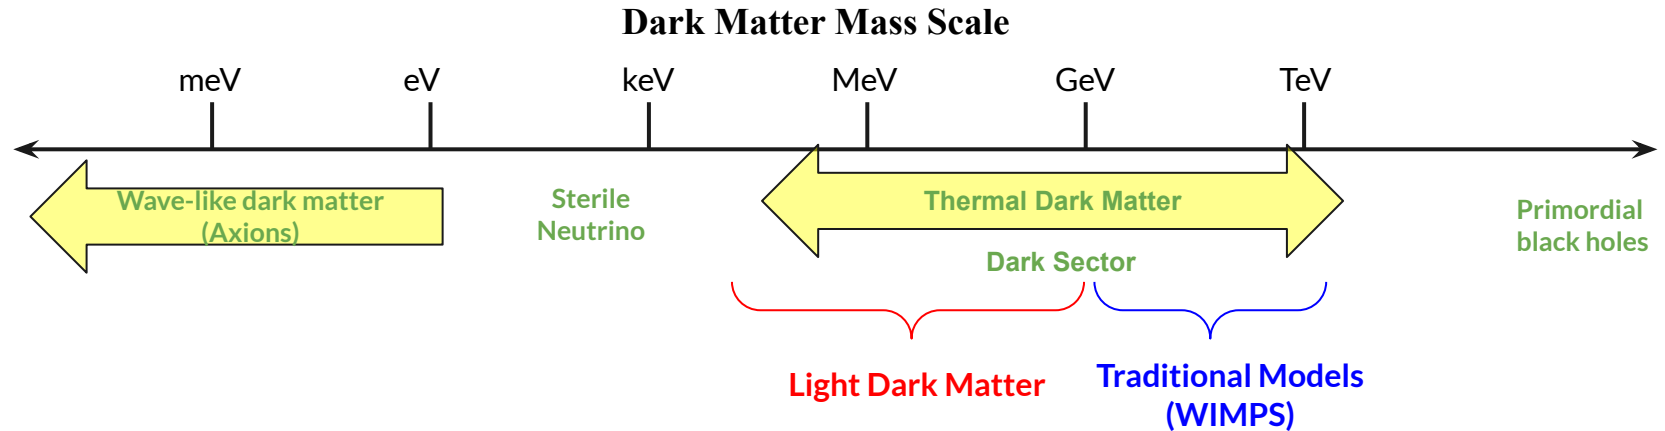 Dark Matter Mass Scale
meV
eV
keV
MeV
GeV
TeV
Wave-like dark matter
(Axions)
Sterile
Neutrino
Thermal Dark Matter
Primordial
black holes
Dark Sector
Light Dark Matter
Traditional Models
(WIMPS)